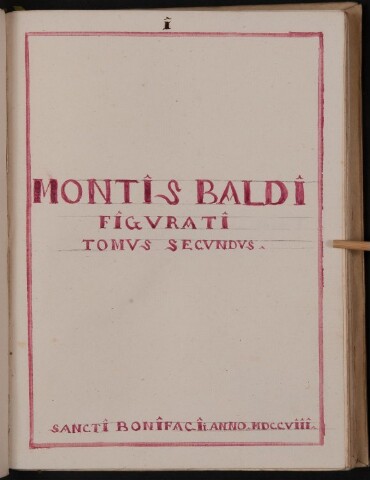 Î
MONTÎS BALDÎ
FÎGVRATÎ
TOMVS SECVNDVS.
SANCTÎ BONÎFACÎÎ ANNO MDCCVIII.